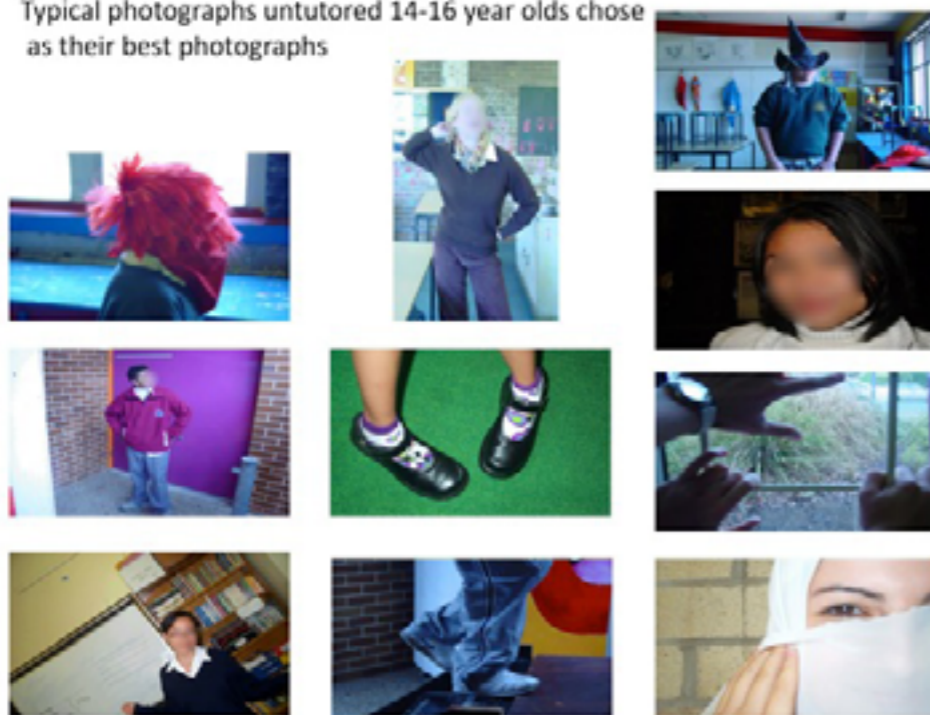 Typical photographs untutored 14-16 year olds chose
as their best photographs